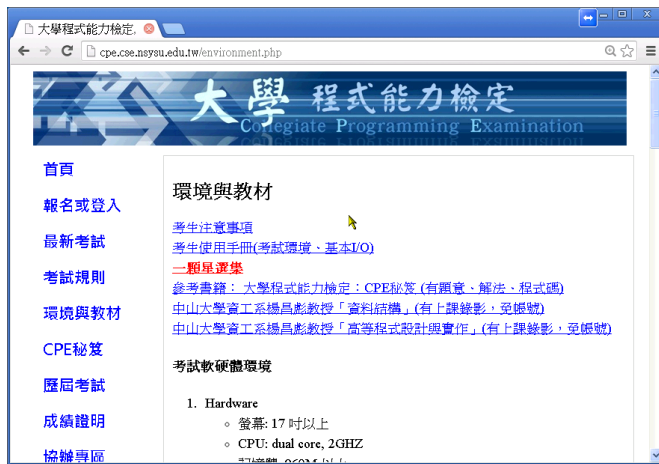 大學程式能力檢定,
cpe.cse.nsysu.edu.tw/environment.php
大學 程式能力檢定
Collegiate Programming Examination
首頁
報名或登入
最新考試
考試規則
環境與教材
CPE秘笈
歷屆考試
成績證明
協辦專區
環境與教材
考生注意事項
考生使用手冊(考試環境、基本I/O)
一顆星選集
參考書籍： 大學程式能力檢定：CPE秘笈 (有題意、解法、程式碼)
中山大學資工系楊昌彪教授「資料結構」(有上課錄影，免帳號)
中山大學資工系楊昌彪教授「高等程式設計與實作」(有上課錄影，免帳號)
考試軟硬體環境
1. Hardware
螢幕: 17 吋以上
CPU: dual core, 2GHZ